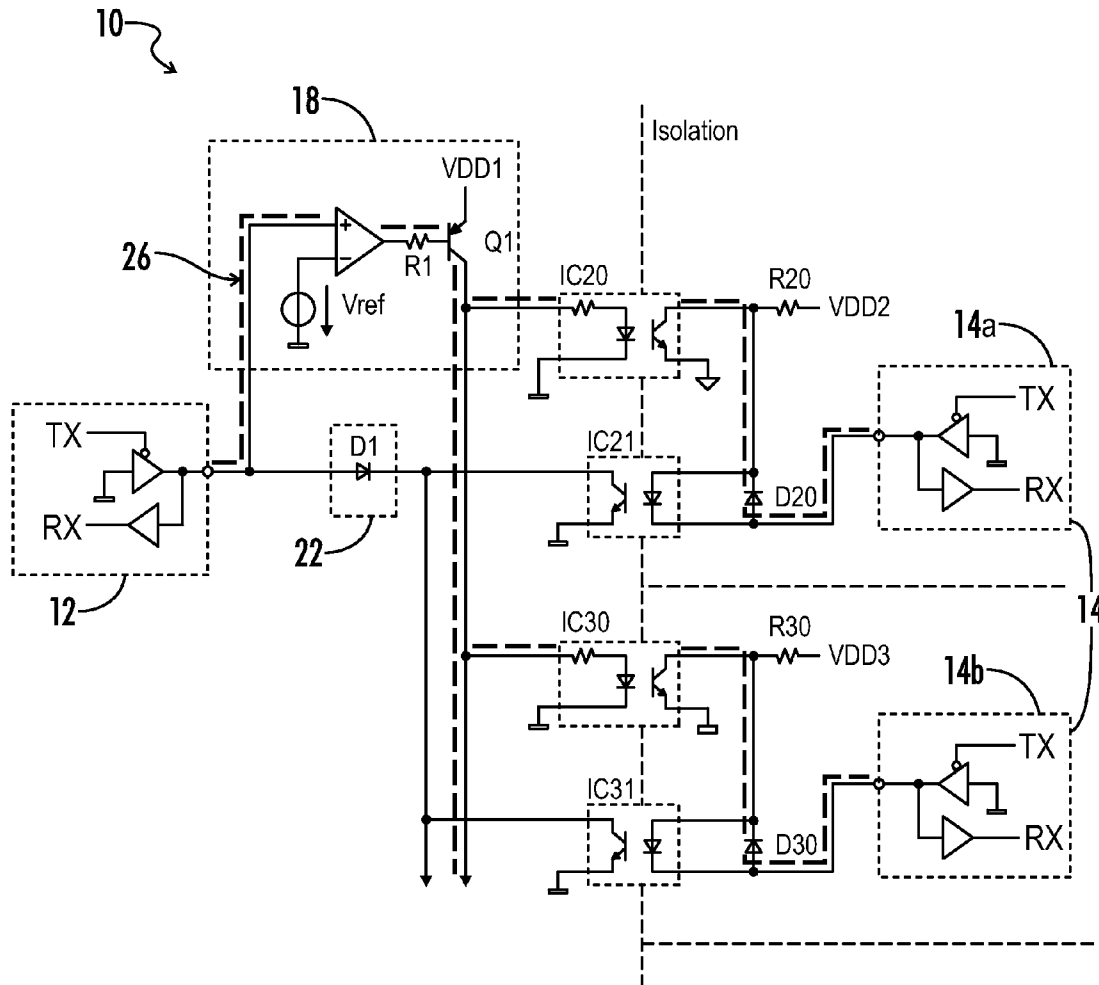 10
18
Isolation
VDD1
+
−
R1
Q1
26
Vref
IC20
R20
VDD2
14a
TX
RX
TX
RX
12
D1
22
IC21
D20
14
IC30
R30
VDD3
14b
TX
RX
IC31
D30